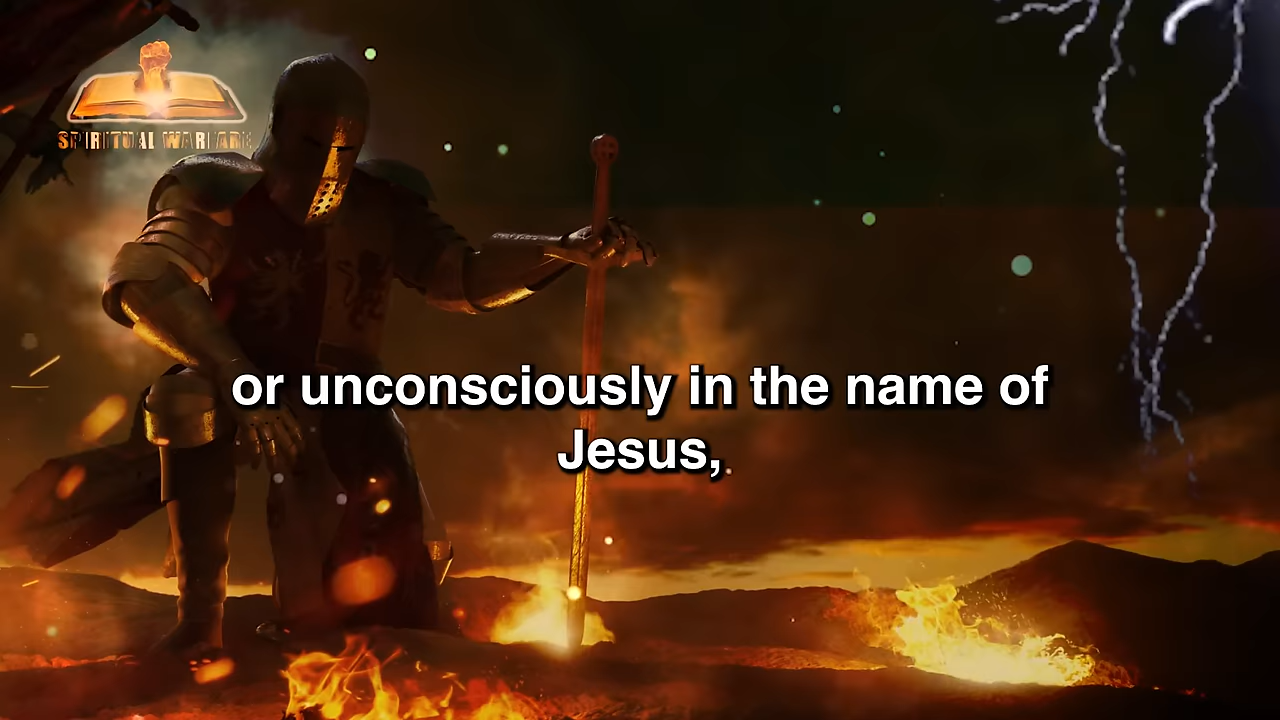 SPIRITUAL WARFARE
or unconsciously in the name of
Jesus,